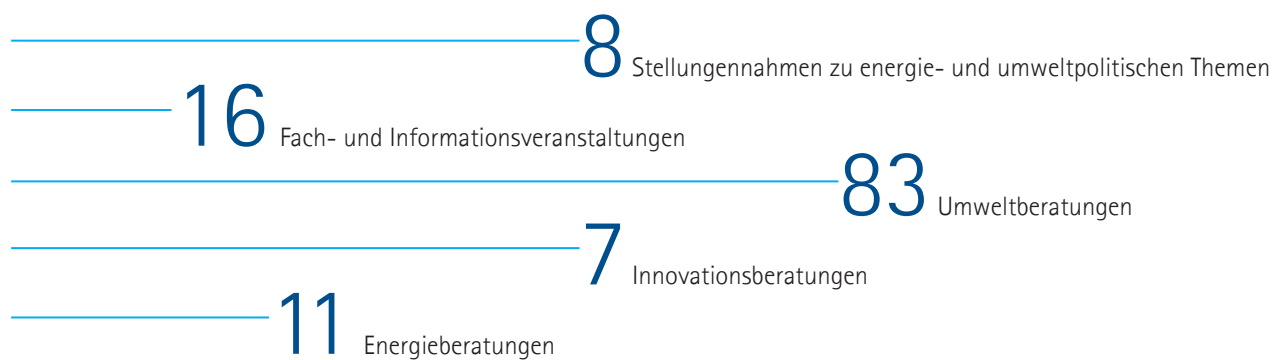 8 Stellungennahmen zu energie- und umweltpolitischen Themen
16 Fach- und Informationsveranstaltungen
83 Umweltberatungen
7 Innovationsberatungen
11 Energieberatungen